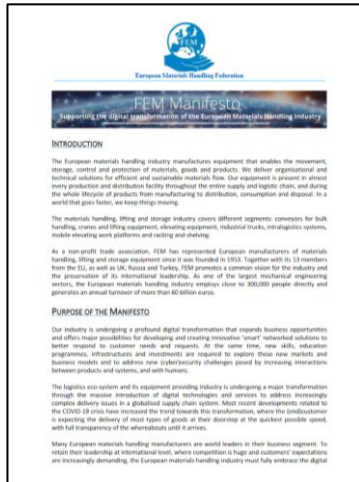 FEM
European Materials Handling Federation
FEM Manifesto
Supporting the digital transformation of the European Materials Handling Industry
INTRODUCTION
The European materials handling industry manufactures equipment that enables the movement,
storage, control and protection of materials, goods and products. We deliver organisational and
technical solutions for efficient and sustainable materials flow. Our equipment is present in almost
every production and distribution facility throughout the entire supply and logistic chain, and during
the whole lifecycle of products from manufacturing to distribution, consumption and disposal. In a
world that goes faster, we keep things moving.
The materials handling, lifting and storage industry covers different segments: conveyors for bulk
handling, cranes and lifting equipment, elevating equipment, industrial trucks, intralogistics systems,
mobile elevating work platforms and racking and shelving.
As a non-profit trade association, FEM has represented European manufacturers of materials
handling, lifting and storage equipment since it was founded in 1953. Together with its 13 members
from the EU, as well as UK, Russia and Turkey, FEM promotes a common vision for the industry and
the preservation of its international leadership. As one of the largest mechanical engineering
sectors, the European materials handling industry employs close to 300,000 people directly and
generates an annual turnover of more than 60 billion euros.
PURPOSE OF THE MANIFESTO
Our industry is undergoing a profound digital transformation that expands business opportunities
and offers major possibilities for developing and creating innovative 'smart' networked solutions to
better respond to customer needs and requests. At the same time, new skills, education
programmes, infrastructures and investments are required to explore these new markets and
business models and to address new (cyber)security challenges posed by increasing interactions
between products and systems, and with humans.
The logistics eco-system and its equipment providing industry is undergoing a major transformation
through the massive introduction of digital technologies and services to address increasingly
complex delivery issues in a globalised supply chain system. Most recent developments related to
the COVID-19 crisis have increased the trend towards this transformation, where the (end)customer
is expecting the delivery of most types of goods at their doorstep at the quickest possible speed,
with full transparency of the whereabouts until it arrives.
Many European materials handling manufacturers are world leaders in their business segment. To
retain their leadership at international level, where competition is huge and customers' expectations
are increasingly demanding, the European materials handling industry must fully embrace the digital